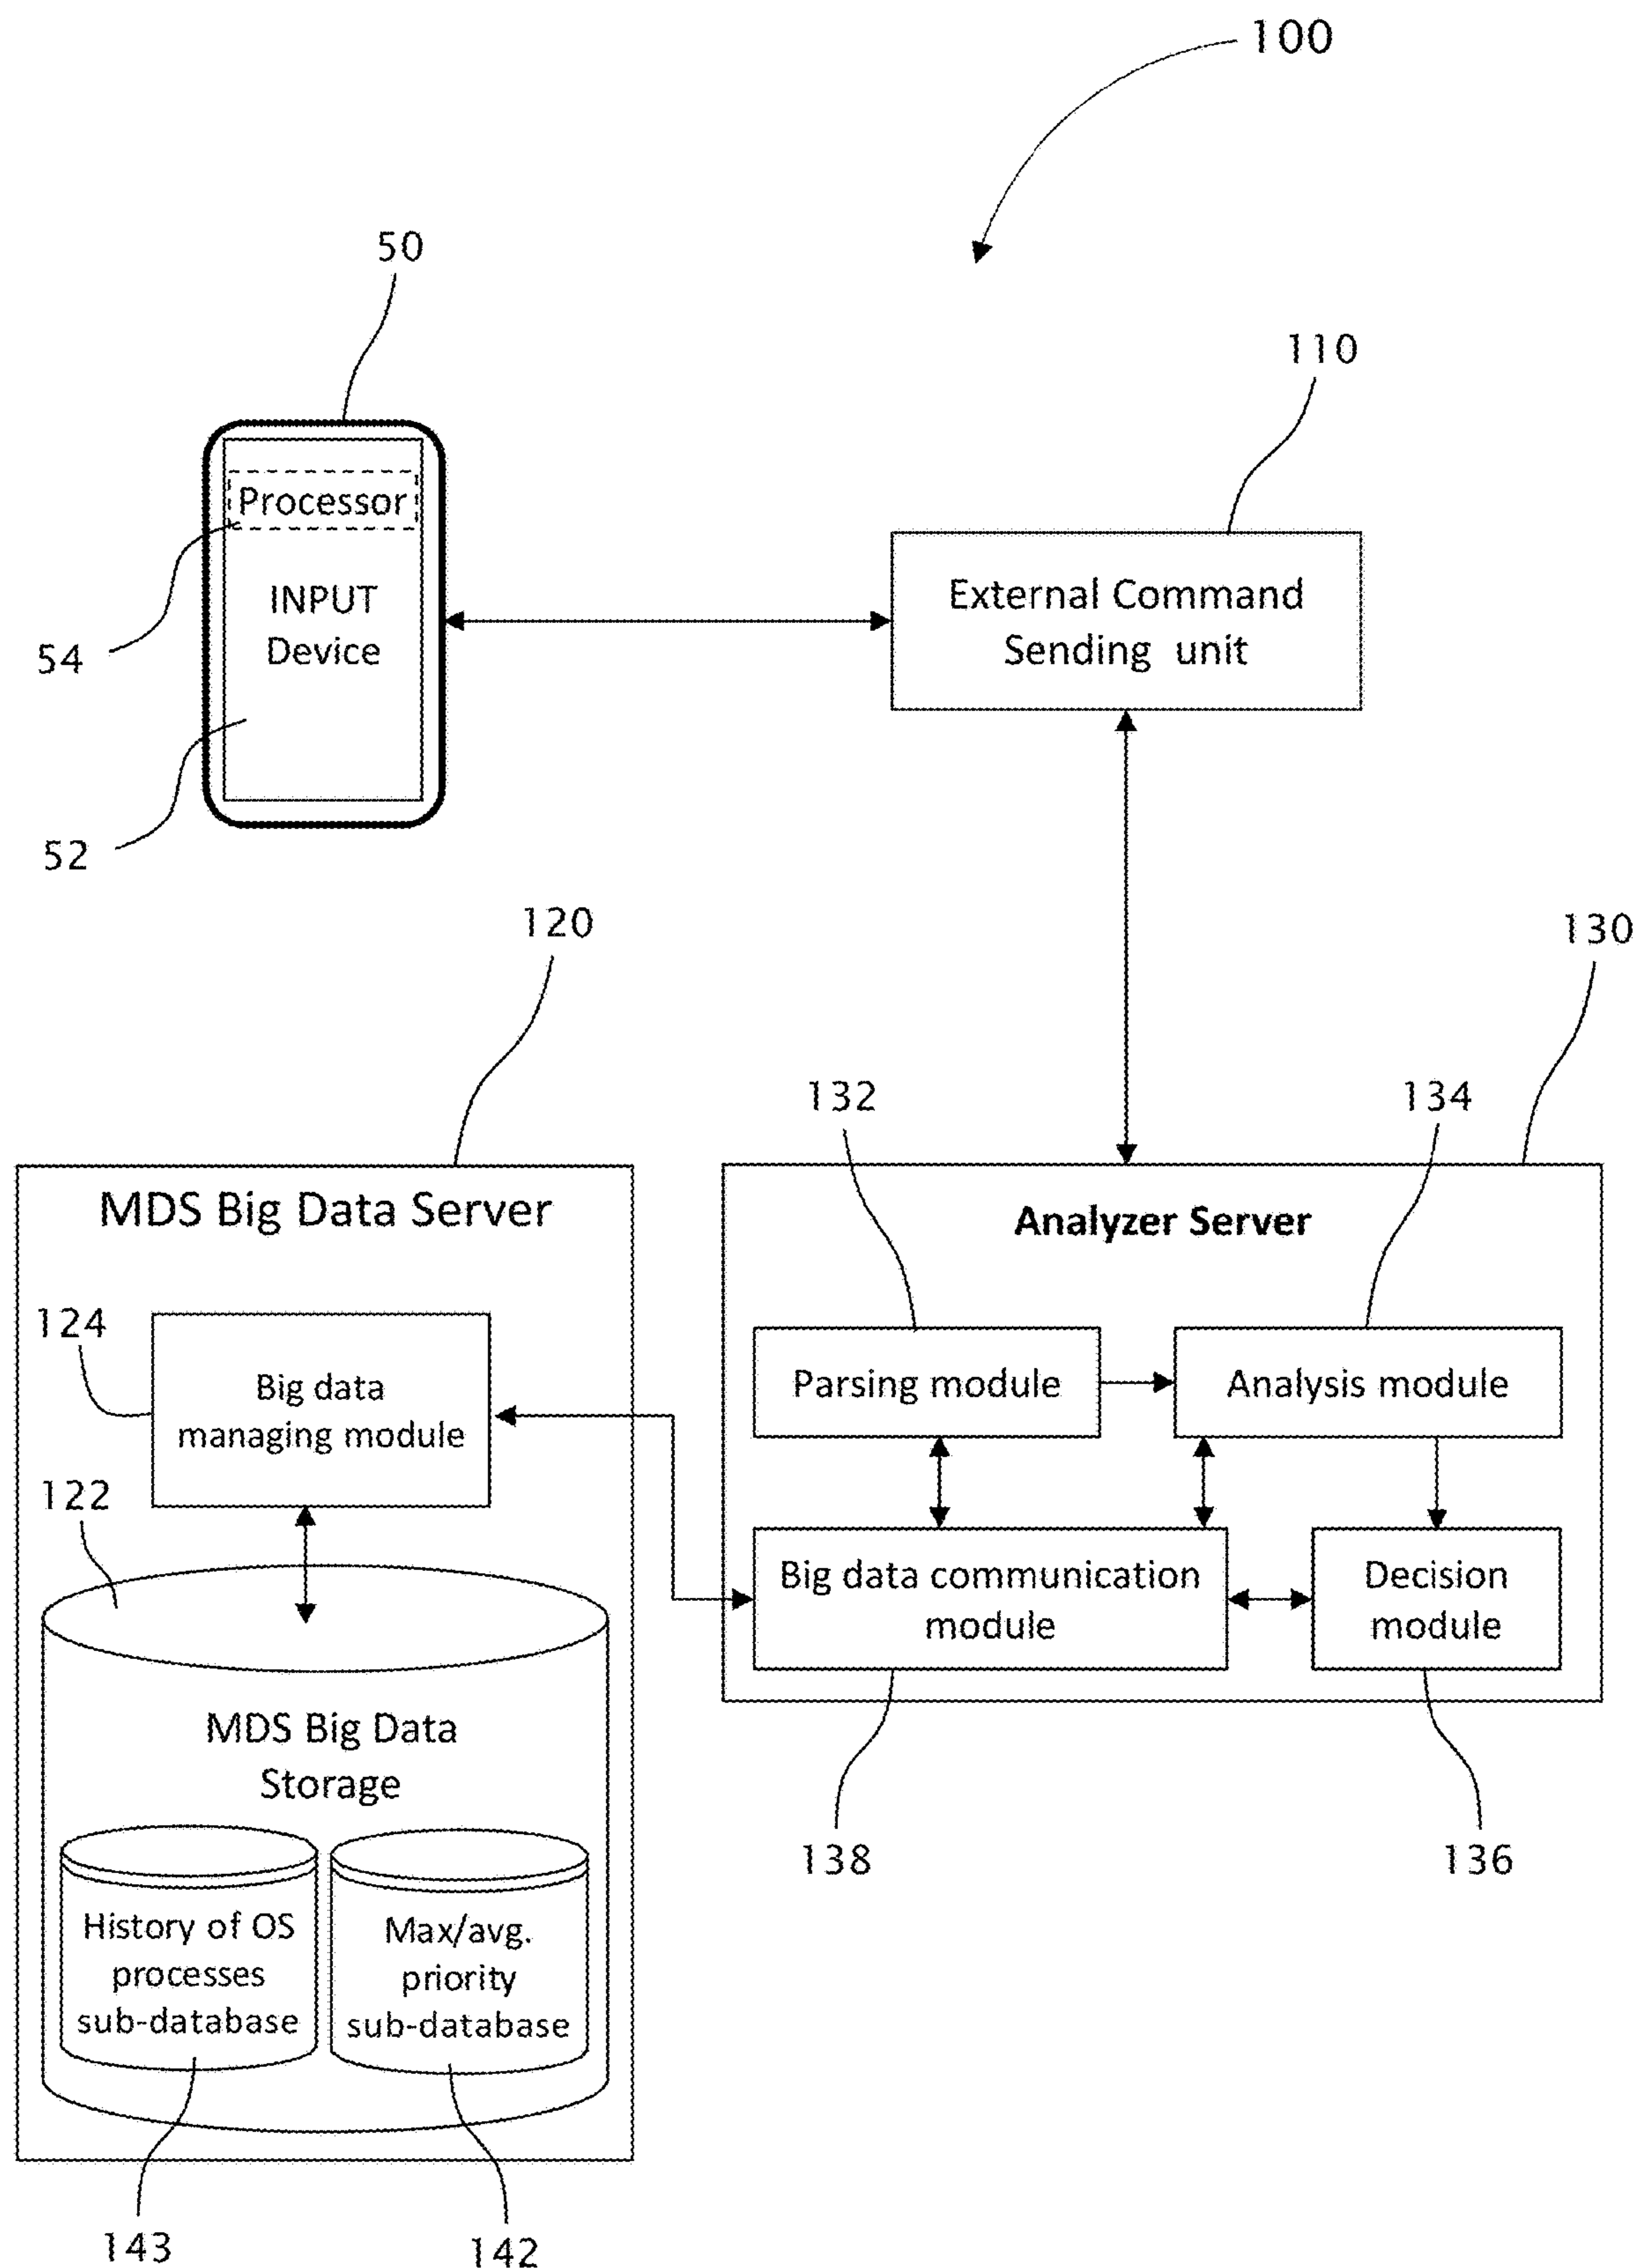 100
50
110
Processor
INPUT
Device
54
52
External Command
Sending unit
120
130
132
134
MDS Big Data Server
Analyzer Server
124
Big data
managing module
Parsing module
Analysis module
122
Big data communication
module
Decision
module
MDS Big Data
Storage
138
136
History of OS
processes
sub-database
Max/avg.
priority
sub-database
143
142